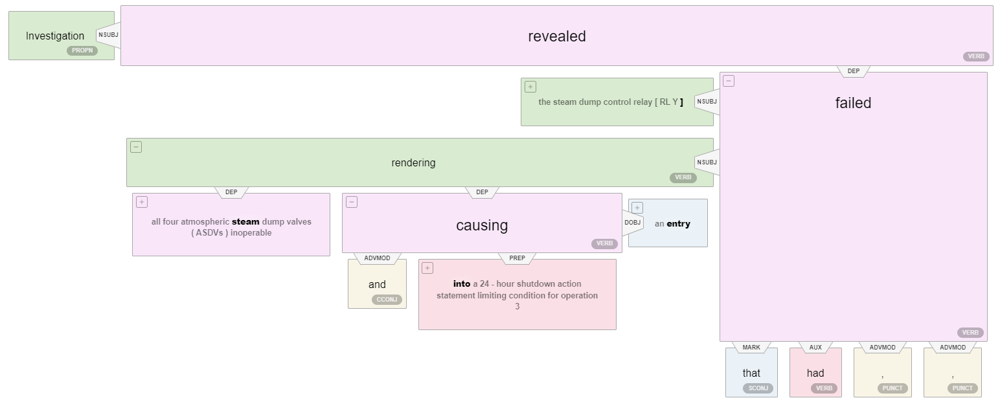 Investigation
PROPN
NSUBJ
revealed
VERB
DEP
+
the steam dump control relay [ RL Y ]
NSUBJ
−
failed
−
rendering
VERB
NSUBJ
DEP
DEP
+
all four atmospheric steam dump valves
( ASDVs ) inoperable
−
causing
VERB
DOBJ
+
an entry
ADVMOD
PREP
and
CCONJ
+
into a 24 - hour shutdown action
statement limiting condition for operation
3
VERB
MARK
AUX
ADVMOD
ADVMOD
that
SCONJ
had
VERB
,
PUNCT
,
PUNCT